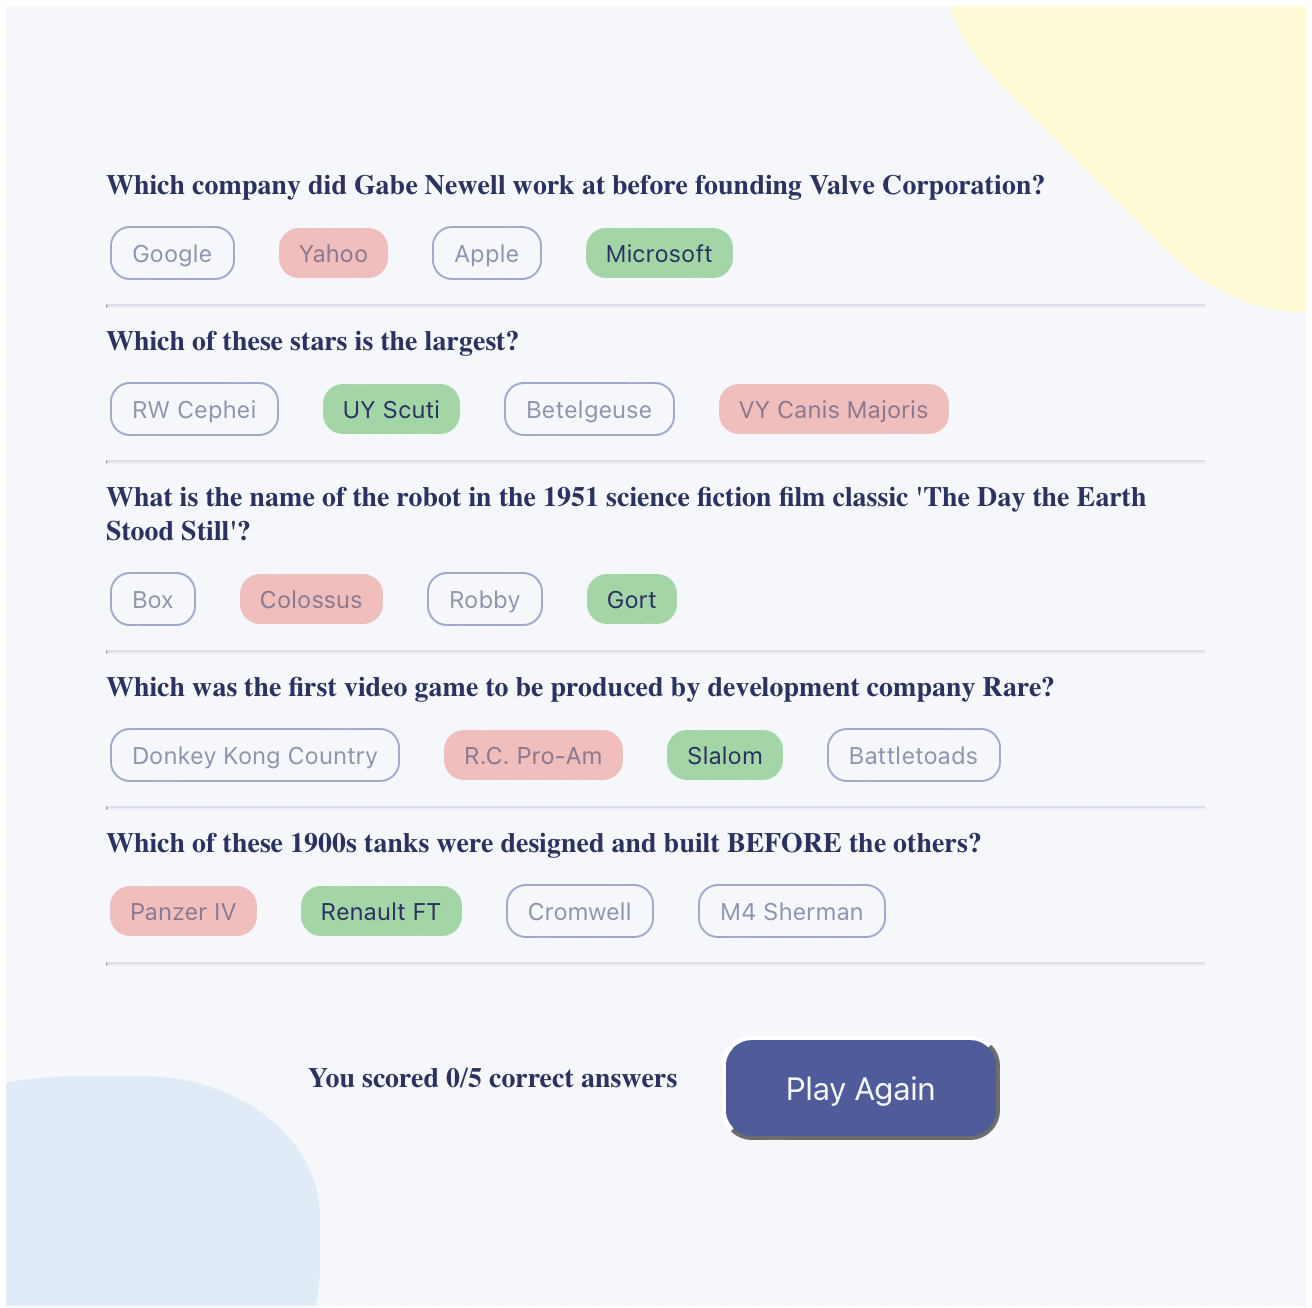 Which company did Gabe Newell work at before founding Valve Corporation?
Google Yahoo Apple Microsoft
Which of these stars is the largest?
RW Cephei UY Scuti Betelgeuse VY Canis Majoris
What is the name of the robot in the 1951 science fiction film classic 'The Day the Earth
Stood Still'?
Box Colossus Robby Gort
Which was the first video game to be produced by development company Rare?
Donkey Kong Country R.C. Pro-Am Slalom Battletoads
Which of these 1900s tanks were designed and built BEFORE the others?
Panzer IV Renault FT Cromwell M4 Sherman
You scored 0/5 correct answers Play Again